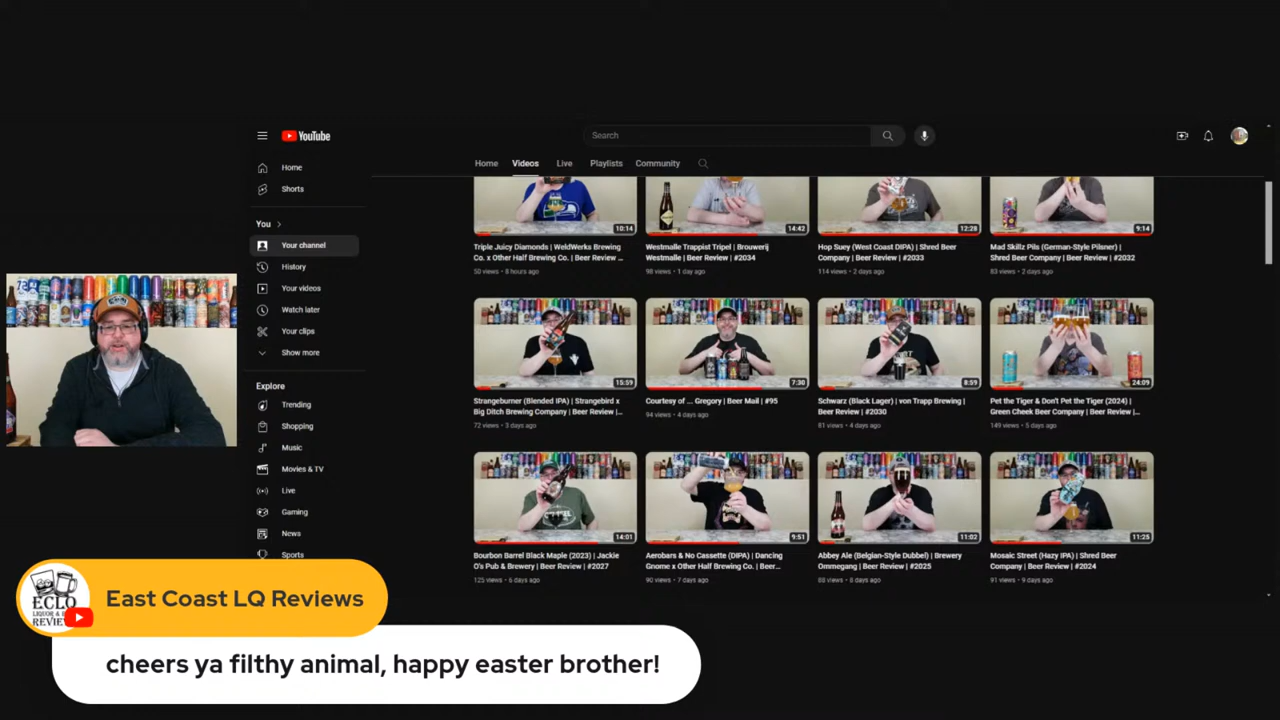 YouTube
Search
Home
Shorts
You
Your channel
History
Your videos
Watch later
Your clips
Show more
Explore
Trending
Shopping
Music
Movies & TV
Live
Gaming
News
Sports
Home Videos Live Playlists Community
10:14
14:42
12:28
9:14
Triple Juicy Diamonds | WeldWerks Brewing
Co. x Other Half Brewing Co. | Beer Review ...
50 views • 8 hours ago
Westmalle Trappist Tripel | Brouwerij
Westmalle | Beer Review | #2034
98 views • 1 day ago
Hop Suey (West Coast DIPA) | Shred Beer
Company | Beer Review | #2033
114 views • 2 days ago
Mad Skillz Pils (German-Style Pilsner) |
Shred Beer Company | Beer Review | #2032
83 views • 2 days ago
15:59
7:30
8:59
24:09
Strangeburner (Blended IPA) | Strangebird x
Big Ditch Brewing Company | Beer Review |...
72 views • 3 days ago
Courtesy of ... Gregory | Beer Mail | #95
94 views • 4 days ago
Schwarz (Black Lager) | von Trapp Brewing |
Beer Review | #2030
81 views • 4 days ago
Pet the Tiger & Don't Pet the Tiger (2024) |
Green Cheek Beer Company | Beer Review |...
149 views • 5 days ago
14:01
9:51
11:02
11:25
Bourbon Barrel Black Maple (2023) | Jackie
O's Pub & Brewery | Beer Review | #2027
125 views • 6 days ago
Aerobars & No Cassette (DIPA) | Dancing
Gnome x Other Half Brewing Co. | Beer...
90 views • 7 days ago
Abbey Ale (Belgian-Style Dubbel) | Brewery
Ommegang | Beer Review | #2025
88 views • 8 days ago
Mosaic Street (Hazy IPA) | Shred Beer
Company | Beer Review | #2024
91 views • 9 days ago
ECLQ
East Coast LQ Reviews
cheers ya filthy animal, happy easter brother!